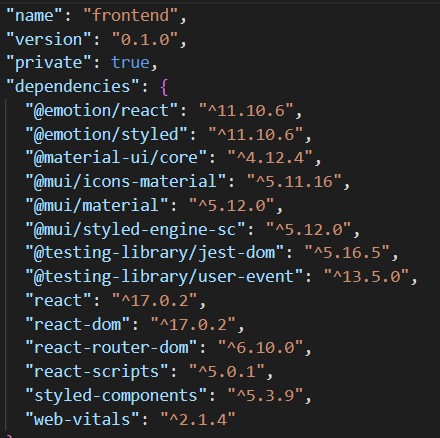 "name": "frontend",
"version": "0.1.0",
"private": true,
"dependencies": {
"@emotion/react": "^11.10.6",
"@emotion/styled": "^11.10.6",
"@material-ui/core": "^4.12.4",
"@mui/icons-material": "^5.11.16",
"@mui/material": "^5.12.0",
"@mui/styled-engine-sc": "^5.12.0",
"@testing-library/jest-dom": "^5.16.5",
"@testing-library/user-event": "^13.5.0",
"react": "^17.0.2",
"react-dom": "^17.0.2",
"react-router-dom": "^6.10.0",
"react-scripts": "^5.0.1",
"styled-components": "^5.3.9",
"web-vitals": "^2.1.4"